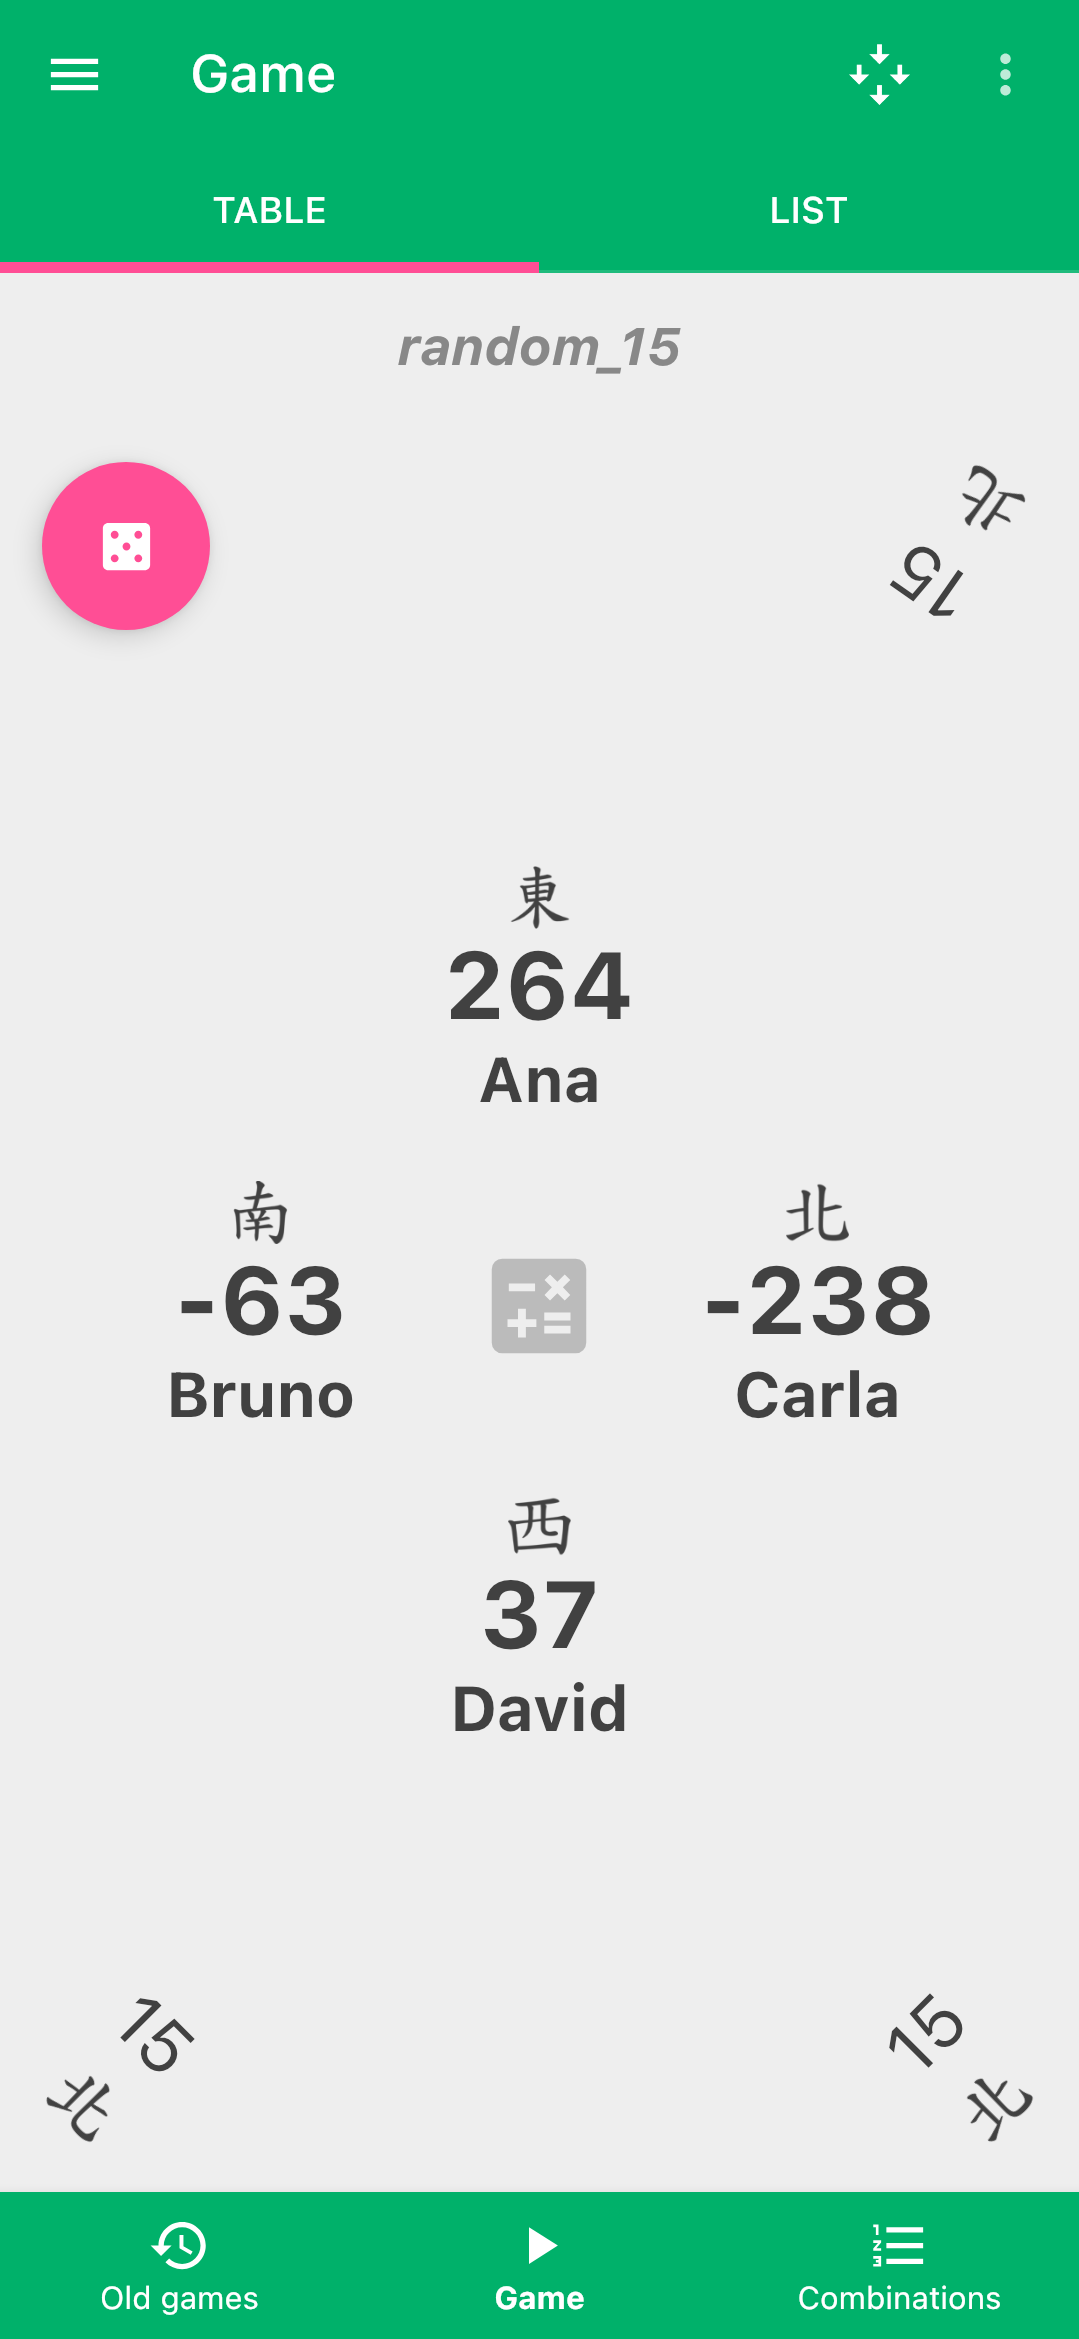 Game
TABLE
LIST
random_15
北
15
東
264
Ana
南
-63
Bruno
北
-238
Carla
西
37
David
15
北
15
北
Old games
Game
Combinations